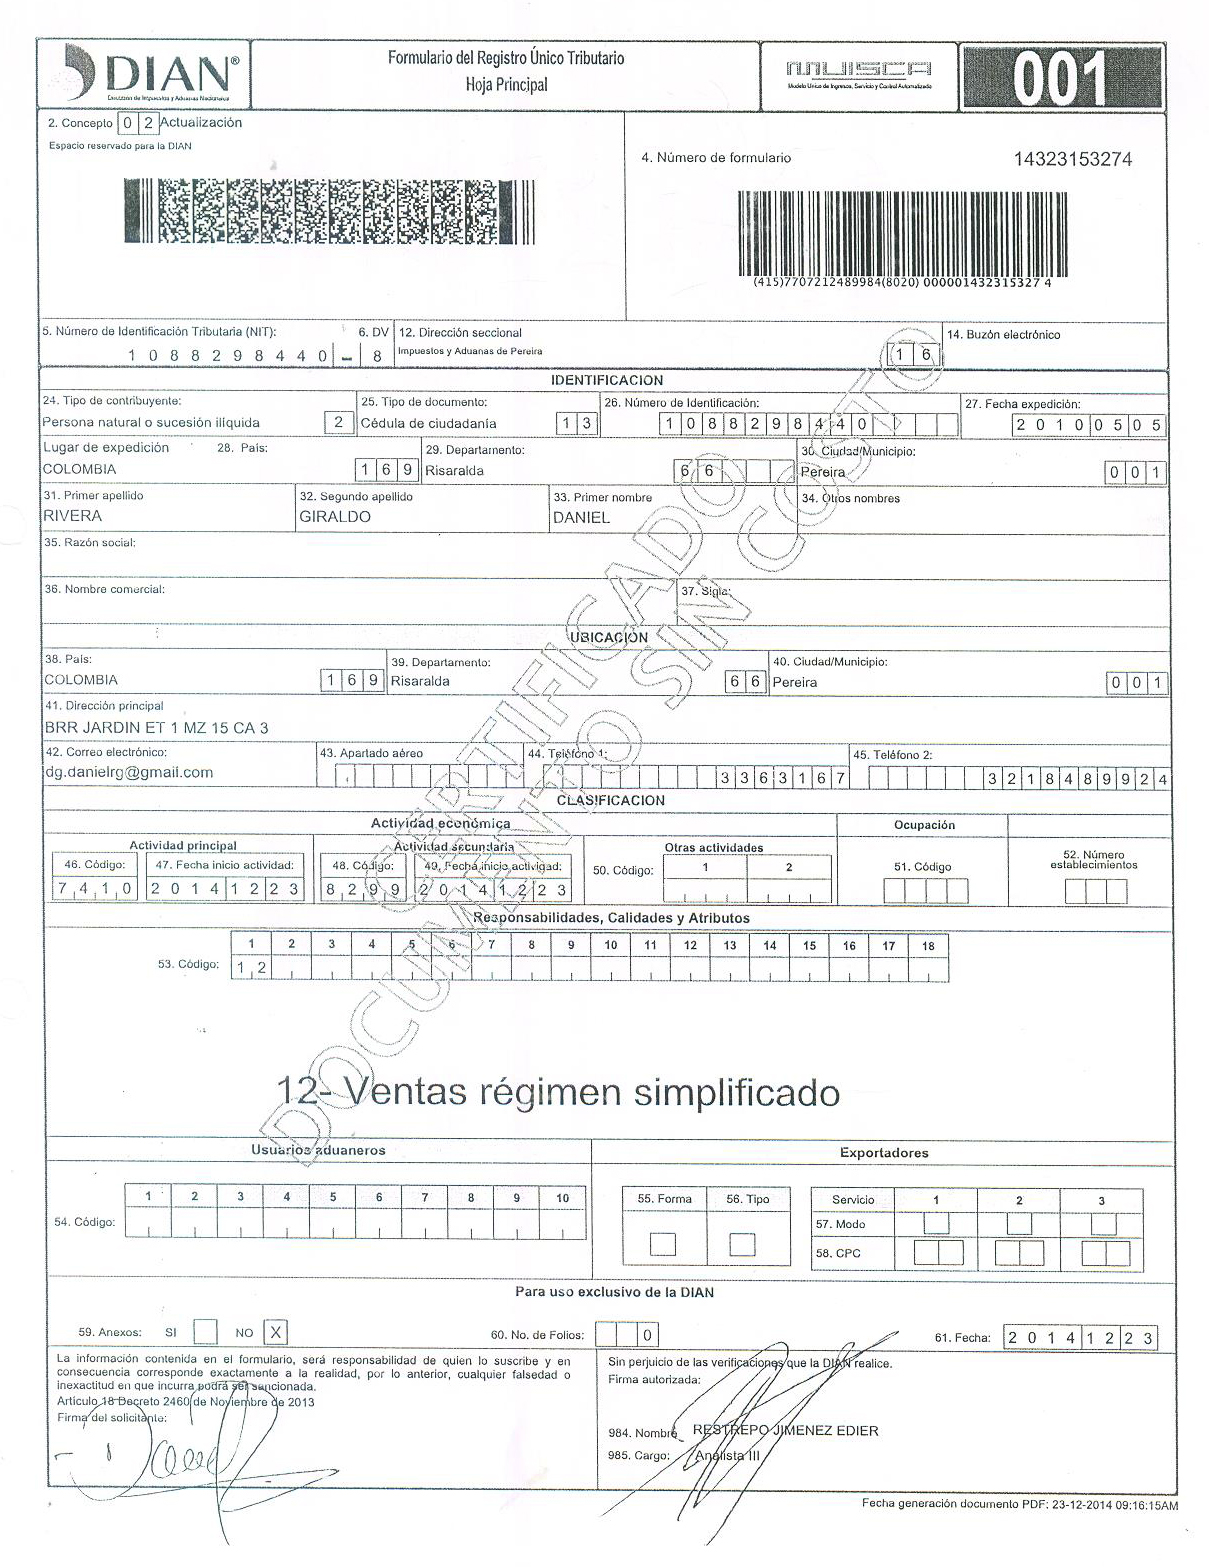 DIAN®
Dirección de Impuestos y Aduanas Nacionales
Formulario del Registro Único Tributario
Hoja Principal
MUISCA
Modelo Unico de Ingresos, Servicio y Control Automatizado
001
2. Concepto 0 2 Actualización
Espacio reservado para la DIAN
4. Número de formulario 14323153274
(415)7707212489984(8020) 000001432315327 4
5. Número de Identificación Tributaria (NIT): 6. DV 12. Dirección seccional 14. Buzón electrónico
1 0 8 8 2 9 8 4 4 0 - 8 Impuestos y Aduanas de Pereira 1 6
IDENTIFICACION
24. Tipo de contribuyente: 25. Tipo de documento: 26. Número de Identificación: 27. Fecha expedición:
Persona natural o sucesión ilíquida 2 Cédula de ciudadanía 1 3 1 0 8 8 2 9 8 4 4 0 2 0 1 0 0 5 0 5
Lugar de expedición 28. País: 29. Departamento: 30. Ciudad/Municipio:
COLOMBIA 1 6 9 Risaralda 6 6 Pereira 0 0 1
31. Primer apellido 32. Segundo apellido 33. Primer nombre 34. Otros nombres
RIVERA GIRALDO DANIEL
35. Razón social:
36. Nombre comercial: 37. Sigla:
UBICACIÓN
38. País: 39. Departamento: 40. Ciudad/Municipio:
COLOMBIA 1 6 9 Risaralda 6 6 Pereira 0 0 1
41. Dirección principal
BRR JARDIN ET 1 MZ 15 CA 3
42. Correo electrónico: 43. Apartado aéreo 44. Teléfono 1: 45. Teléfono 2:
dg.danielrg@gmail.com 3 3 6 3 1 6 7 3 2 1 8 4 8 9 9 2 4
CLASIFICACION
Actividad económica Ocupación
Actividad principal Actividad secundaria Otras actividades 52. Número establecimientos
46. Código: 47. Fecha inicio actividad: 48. Código: 49. Fecha inicio actividad: 50. Código: 1 2 51. Código
7 4 1 0 2 0 1 4 1 2 2 3 8 2 9 9 2 0 1 4 1 2 2 3
Responsabilidades, Calidades y Atributos
1 2 3 4 5 6 7 8 9 10 11 12 13 14 15 16 17 18
53. Código: 1 2
12- Ventas régimen simplificado
CERTIFICADO
DOCUMENTO SIN COSTO
Usuarios aduaneros Exportadores
1 2 3 4 5 6 7 8 9 10 55. Forma 56. Tipo Servicio 1 2 3
54. Código: 57. Modo
58. CPC
Para uso exclusivo de la DIAN
59. Anexos: SI NO X 60. No. de Folios: 0 61. Fecha: 2 0 1 4 1 2 2 3
La información contenida en el formulario, será responsabilidad de quien lo suscribe y en
consecuencia corresponde exactamente a la realidad, por lo anterior, cualquier falsedad o
inexactitud en que incurra podrá ser sancionada.
Artículo 18 Decreto 2460 de Noviembre de 2013
Firma del solicitante:
Daniel
Sin perjuicio de las verificaciones que la DIAN realice.
Firma autorizada:
984. Nombre RESTREPO JIMENEZ EDIER
985. Cargo: Analista III
Fecha generación documento PDF: 23-12-2014 09:16:15AM